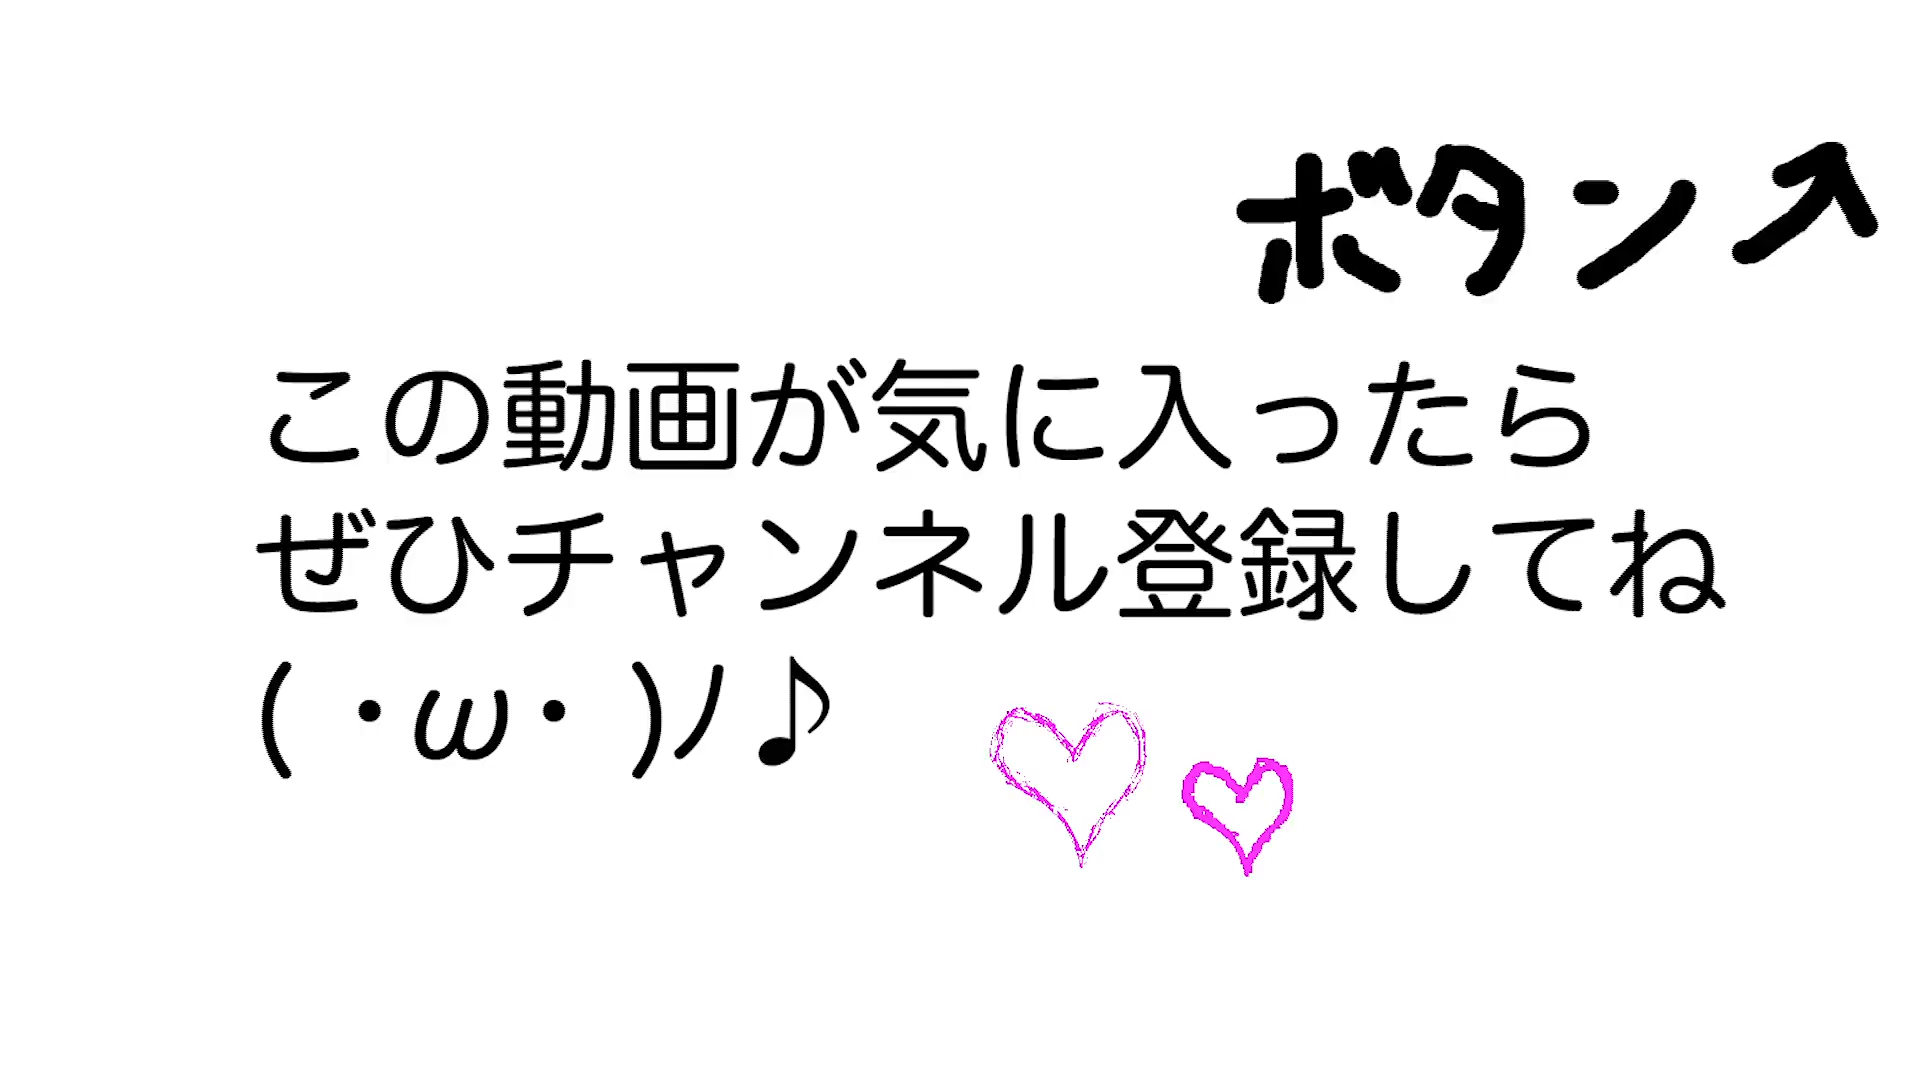 ボタン↗
この動画が気に入ったら
ぜひチャンネル登録してね
( ・ω・ )ノ♪